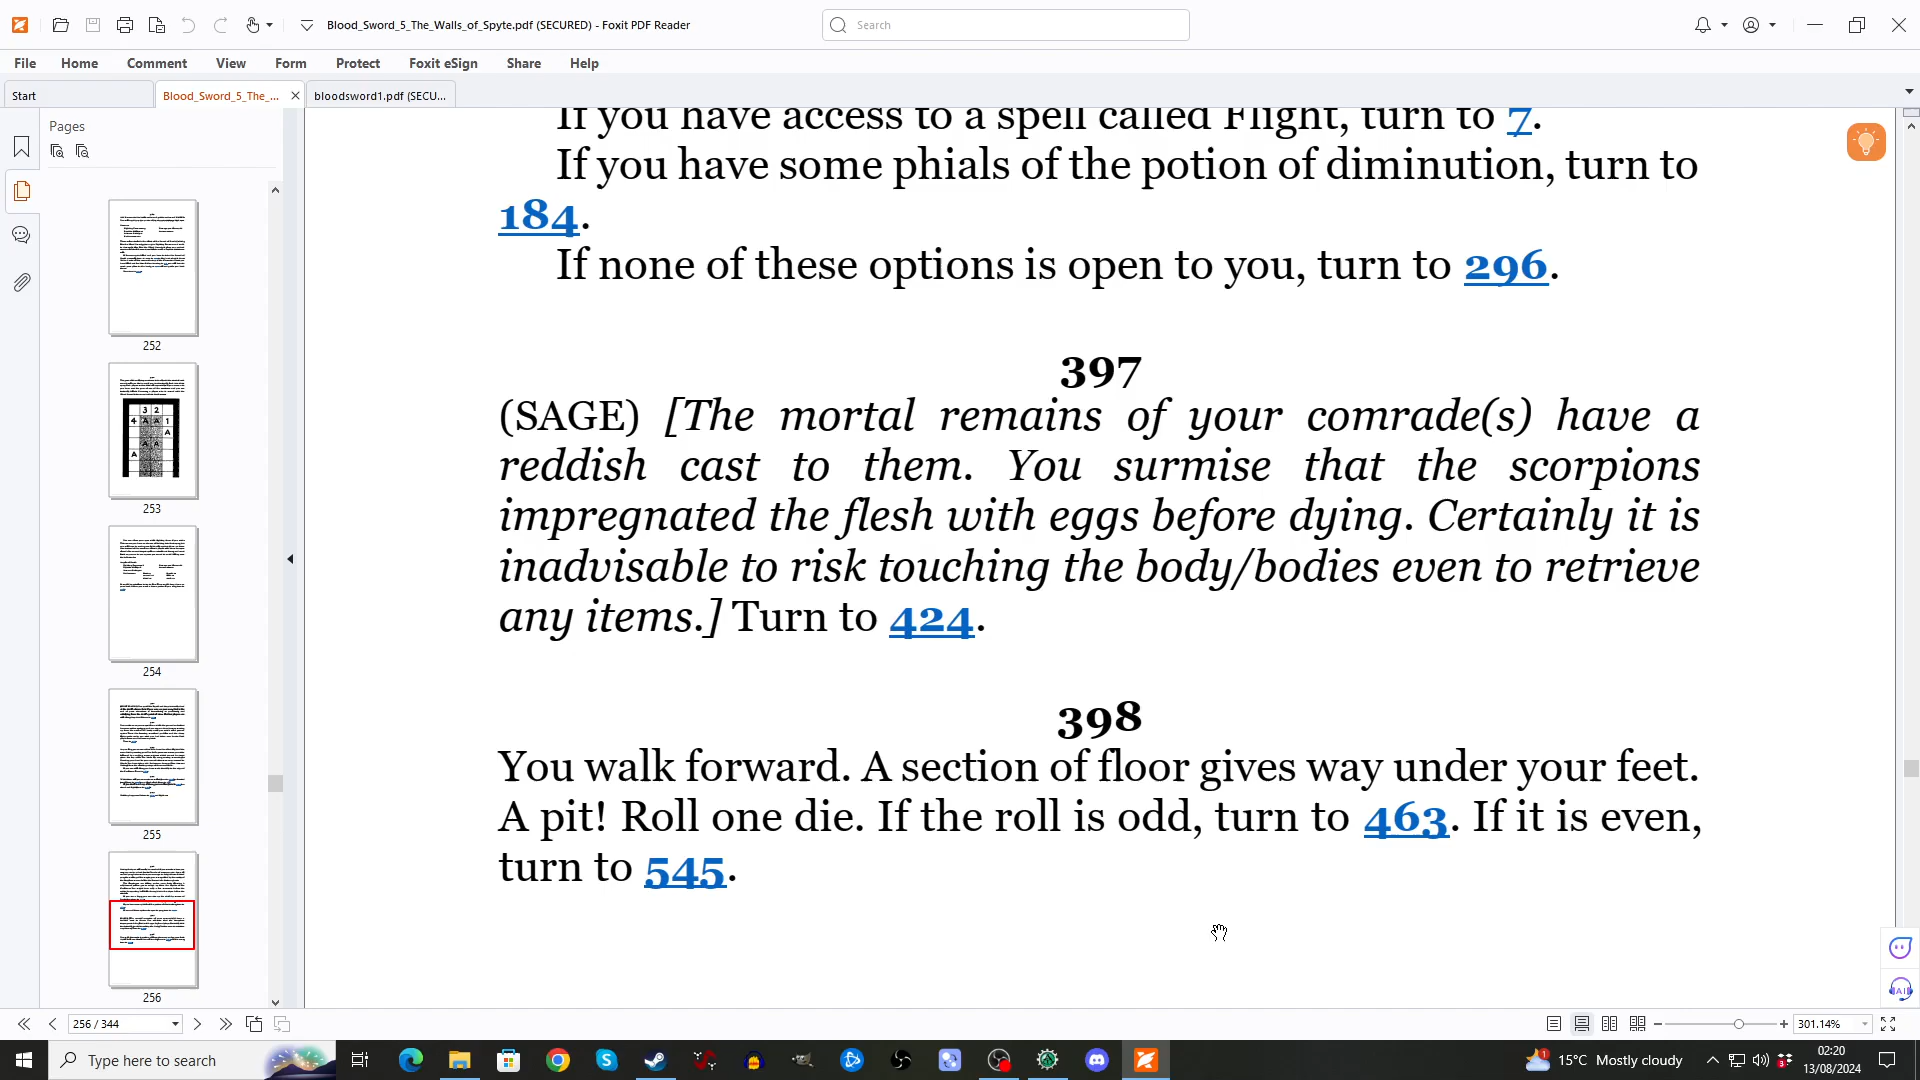 Blood_Sword_5_The_Walls_of_Spyte.pdf (SECURED) - Foxit PDF Reader
Search
File Home Comment View Form Protect Foxit eSign Share Help
Start
Blood_Sword_5_The_...
bloodsword1.pdf (SECU...
Pages
252
253
254
255
256
If you have access to a spell called Flight, turn to 7.
If you have some phials of the potion of diminution, turn to
184.
If none of these options is open to you, turn to 296.
397
(SAGE) [The mortal remains of your comrade(s) have a
reddish cast to them. You surmise that the scorpions
impregnated the flesh with eggs before dying. Certainly it is
inadvisable to risk touching the body/bodies even to retrieve
any items.] Turn to 424.
398
You walk forward. A section of floor gives way under your feet.
A pit! Roll one die. If the roll is odd, turn to 463. If it is even,
turn to 545.
256 / 344
301.14%
Type here to search
15°C Mostly cloudy
02:20
13/08/2024